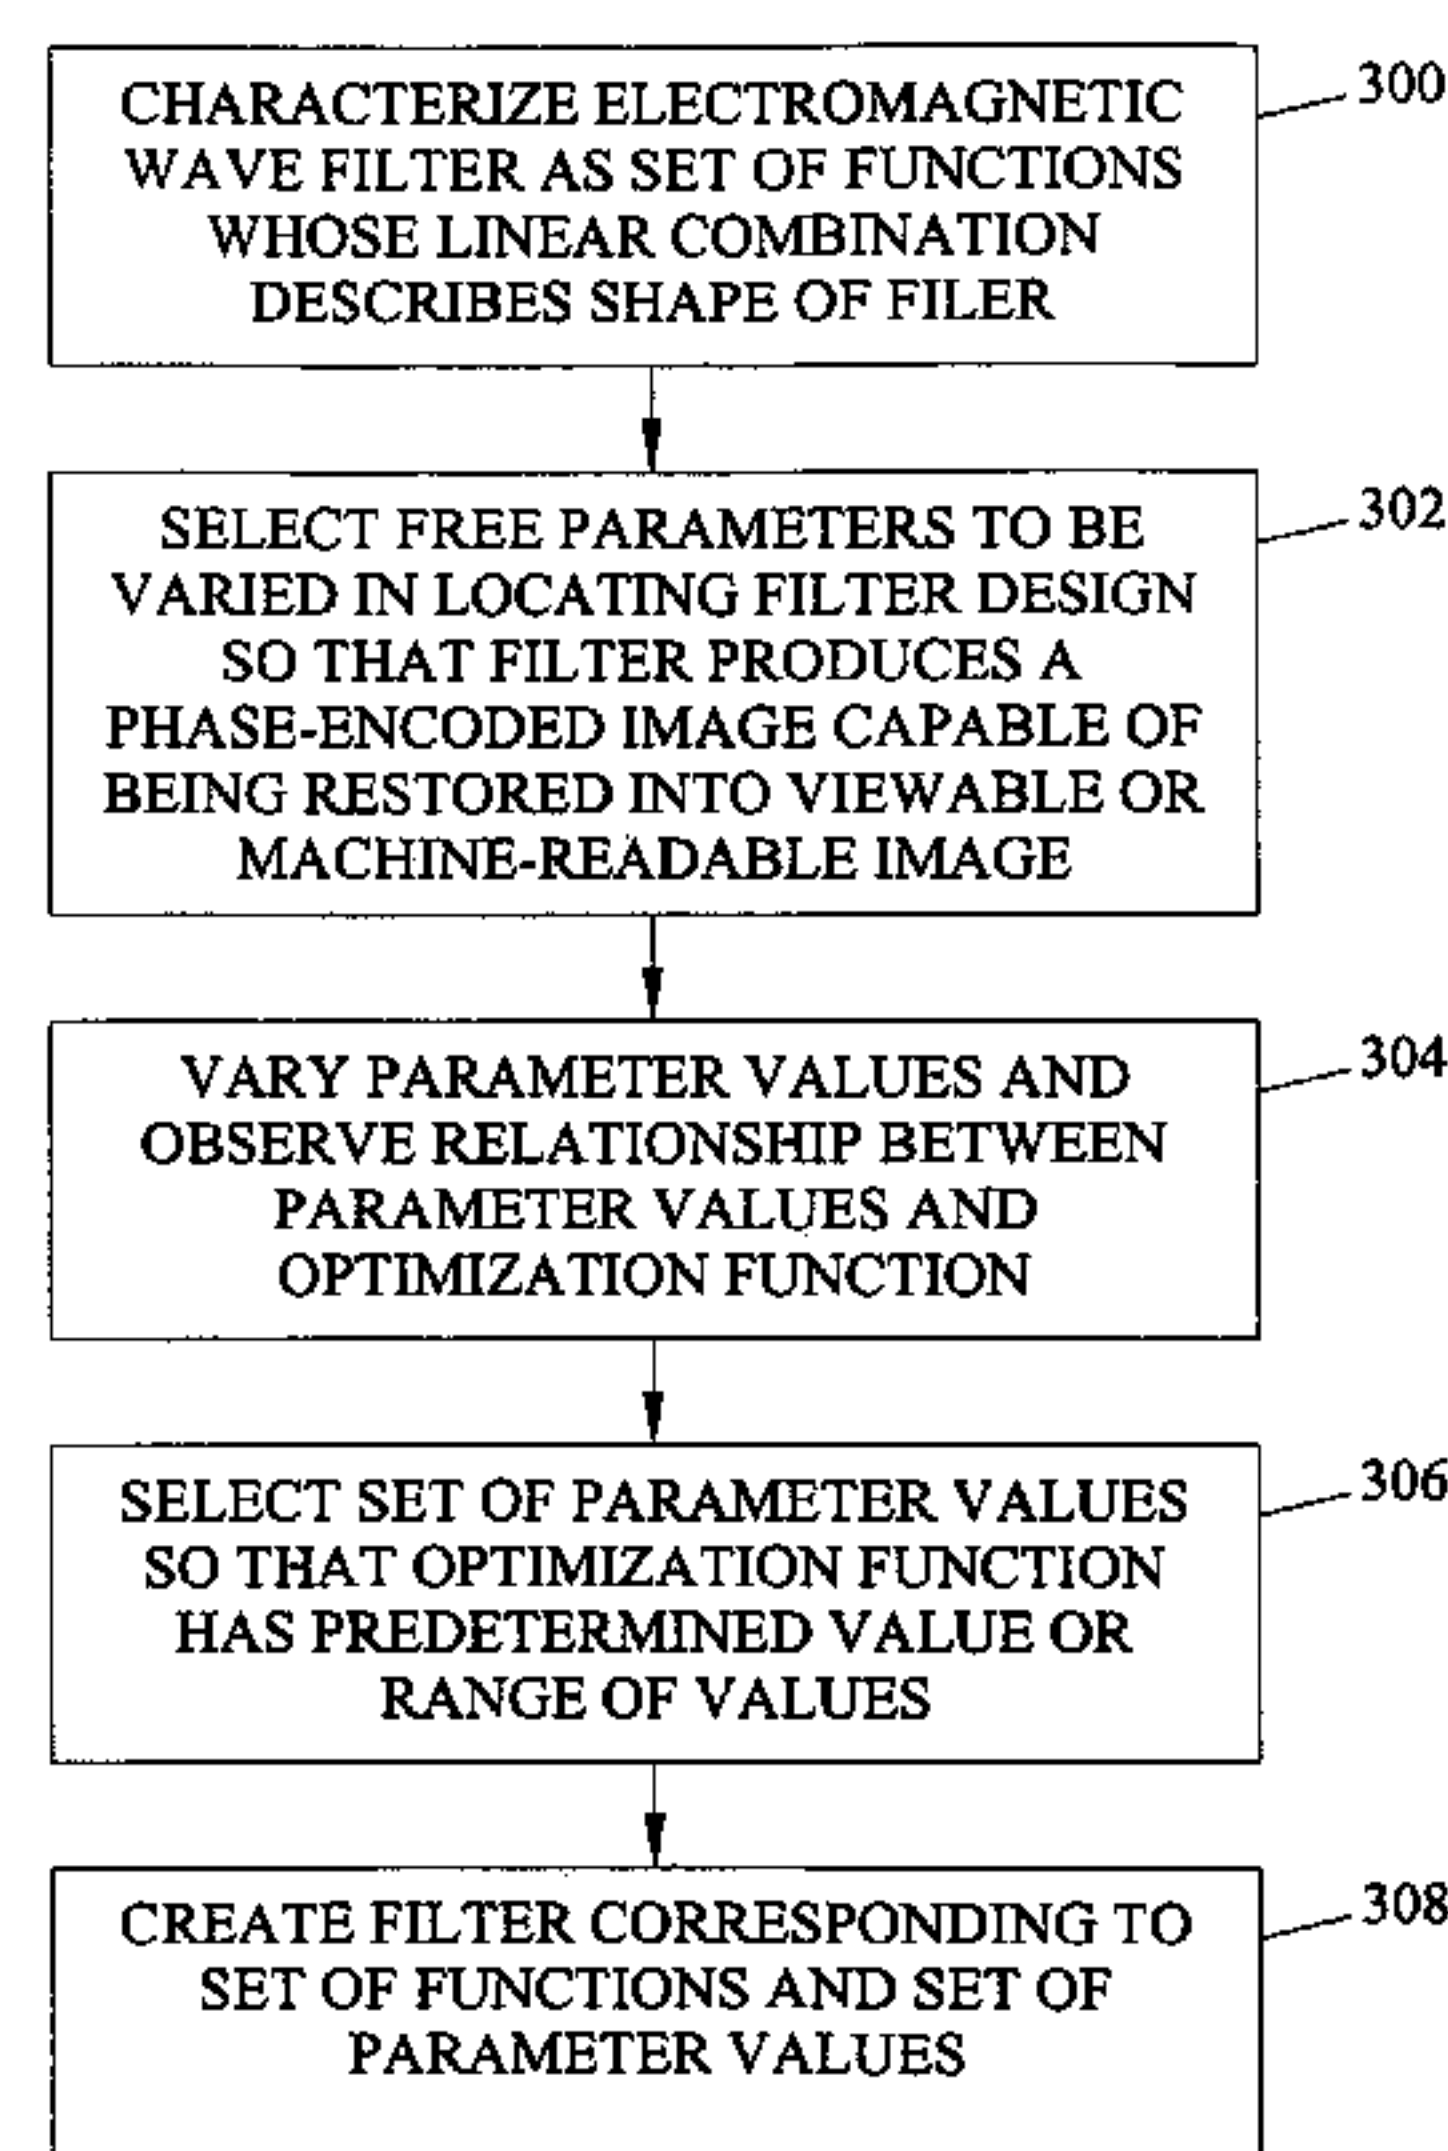 CHARACTERIZE ELECTROMAGNETIC
WAVE FILTER AS SET OF FUNCTIONS
WHOSE LINEAR COMBINATION
DESCRIBES SHAPE OF FILER
300
SELECT FREE PARAMETERS TO BE
VARIED IN LOCATING FILTER DESIGN
SO THAT FILTER PRODUCES A
PHASE-ENCODED IMAGE CAPABLE OF
BEING RESTORED INTO VIEWABLE OR
MACHINE-READABLE IMAGE
302
VARY PARAMETER VALUES AND
OBSERVE RELATIONSHIP BETWEEN
PARAMETER VALUES AND
OPTIMIZATION FUNCTION
304
SELECT SET OF PARAMETER VALUES
SO THAT OPTIMIZATION FUNCTION
HAS PREDETERMINED VALUE OR
RANGE OF VALUES
306
CREATE FILTER CORRESPONDING TO
SET OF FUNCTIONS AND SET OF
PARAMETER VALUES
308